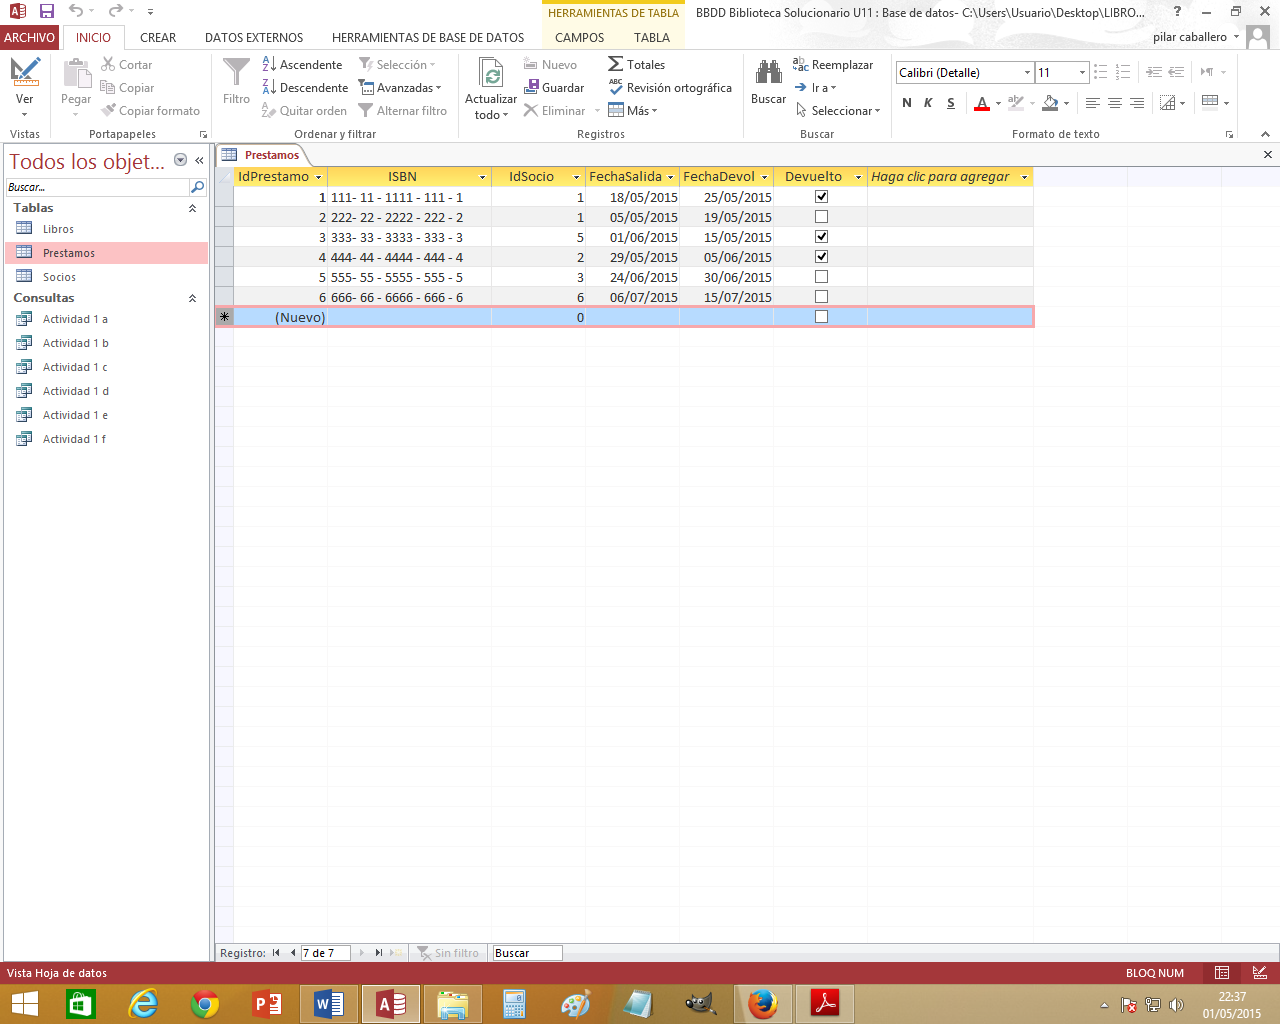 HERRAMIENTAS DE TABLA
BBDD Biblioteca Solucionario U11 : Base de datos- C:\Users\Usuario\Desktop\LIBRO...
ARCHIVO INICIO CREAR DATOS EXTERNOS HERRAMIENTAS DE BASE DE DATOS CAMPOS TABLA
pilar caballero
Ver
Vistas
Pegar
Cortar
Copiar
Copiar formato
Portapapeles
Filtro
Ascendente
Descendente
Quitar orden
Selección
Avanzadas
Alternar filtro
Ordenar y filtrar
Actualizar
todo
Nuevo
Guardar
Eliminar
Totales
Revisión ortográfica
Más
Registros
Buscar
Reemplazar
Ir a
Seleccionar
Buscar
Calibri (Detalle) 11
N K S
Formato de texto
Todos los objet...
Buscar...
Tablas
Libros
Prestamos
Socios
Consultas
Actividad 1 a
Actividad 1 b
Actividad 1 c
Actividad 1 d
Actividad 1 e
Actividad 1 f
Prestamos
IdPrestamo ISBN IdSocio FechaSalida FechaDevol Devuelto Haga clic para agregar
1 111- 11 - 1111 - 111 - 1 1 18/05/2015 25/05/2015
2 222- 22 - 2222 - 222 - 2 1 05/05/2015 19/05/2015
3 333- 33 - 3333 - 333 - 3 5 01/06/2015 15/05/2015
4 444- 44 - 4444 - 444 - 4 2 29/05/2015 05/06/2015
5 555- 55 - 5555 - 555 - 5 3 24/06/2015 30/06/2015
6 666- 66 - 6666 - 666 - 6 6 06/07/2015 15/07/2015
(Nuevo) 0
Registro: 7 de 7 Sin filtro Buscar
Vista Hoja de datos
BLOQ NUM
22:37
01/05/2015